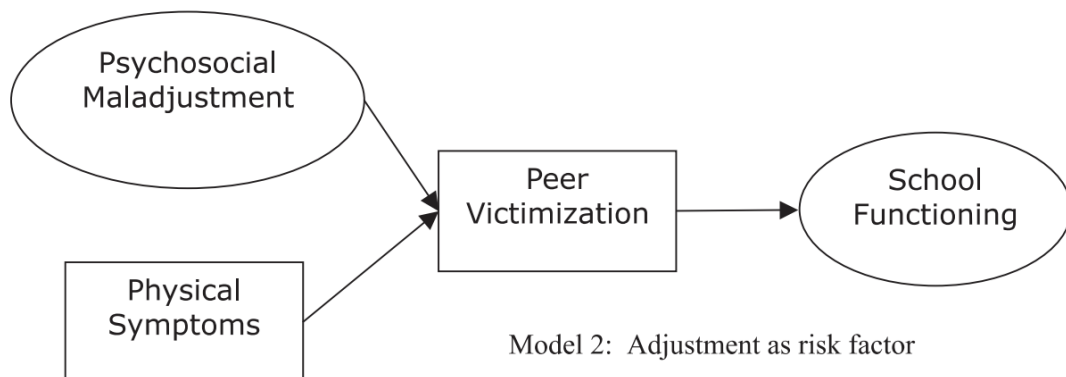 Psychosocial
Maladjustment
Peer
Victimization
School
Functioning
Physical
Symptoms
Model 2: Adjustment as risk factor